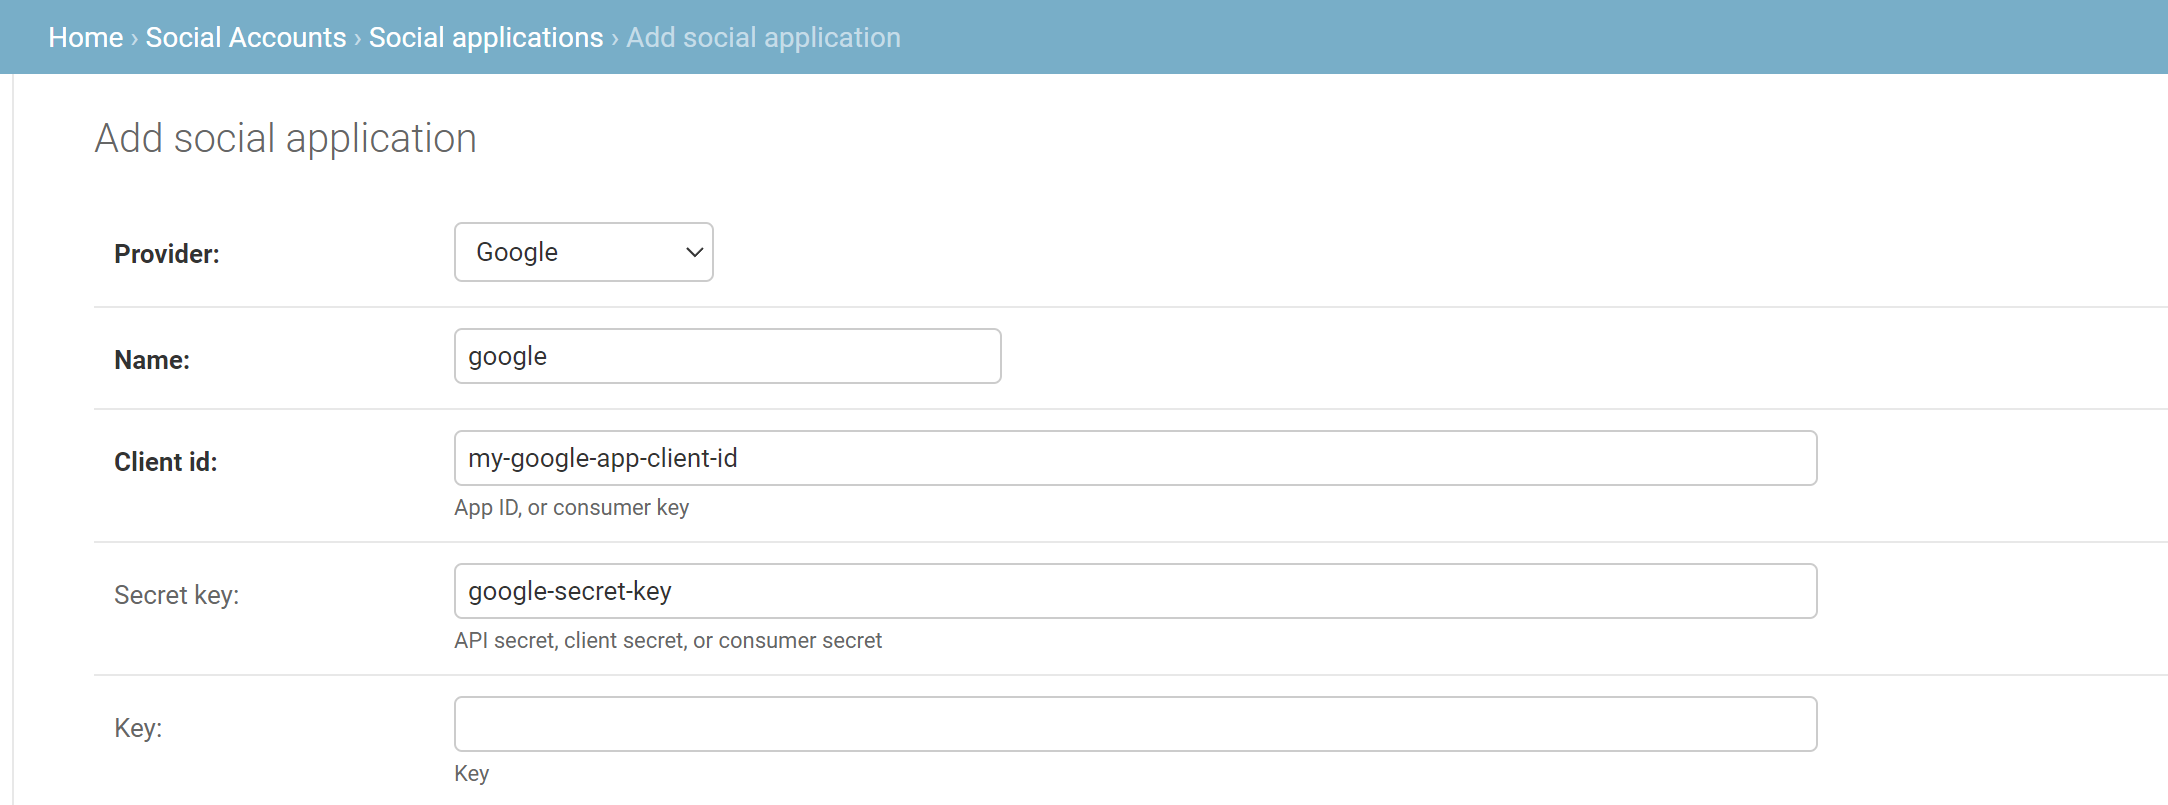 Home › Social Accounts › Social applications › Add social application
Add social application
Provider: Google
Name: google
Client id: my-google-app-client-id
App ID, or consumer key
Secret key: google-secret-key
API secret, client secret, or consumer secret
Key:
Key